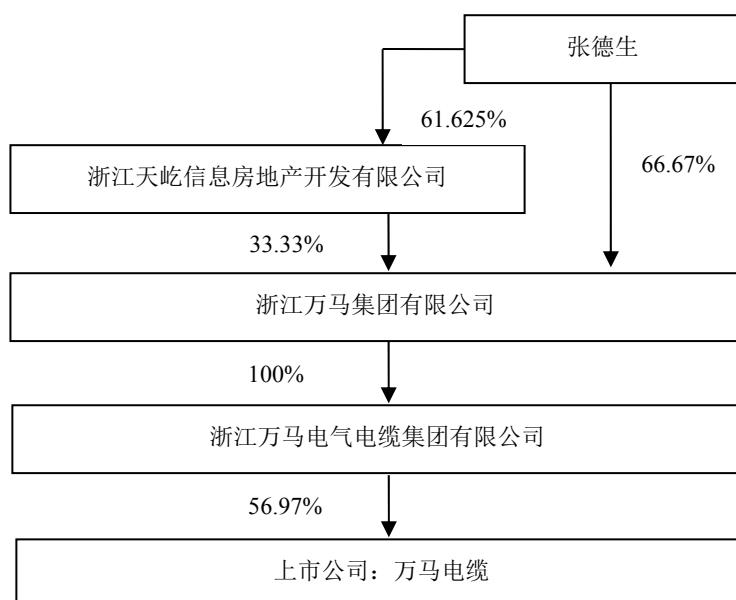 张德生
61.625%
浙江天屹信息房地产开发有限公司
66.67%
33.33%
浙江万马集团有限公司
100%
浙江万马电气电缆集团有限公司
56.97%
上市公司：万马电缆